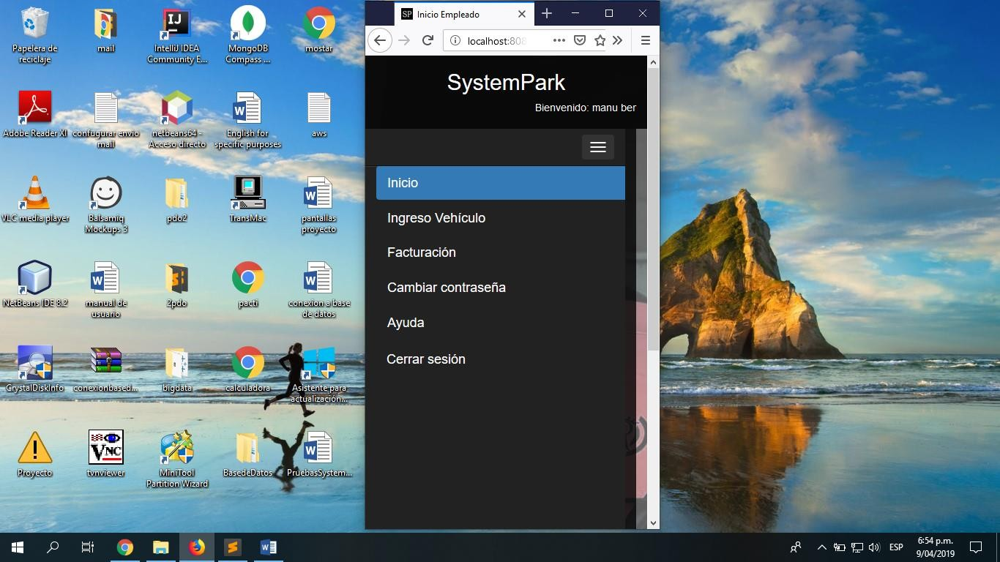 Papelera de
reciclaje
mail
IntelliJ IDEA
Community E...
MongoDB
Compass ...
mostar
Adobe Reader XI
confugurar envio
mail
netbeans64 -
Acceso directo
English for
specific purposes
aws
VLC media player
Balsamiq
Mockups 3
pdo2
TransMac
pantallas
proyecto
NetBeans IDE 8.2
manual de
usuario
2pdo
pacti
conexion a base
de datos
CrystalDiskInfo
conexionbased...
bigdata
calculadora
Asistente para
actualización...
Proyecto
VNC
tvnviewer
MiniTool
Partition Wizard
BasedeDatos
PruebasSystem...
SP
Inicio Empleado
localhost:808
SystemPark
Bienvenido: manu ber
Inicio
Ingreso Vehículo
Facturación
Cambiar contraseña
Ayuda
Cerrar sesión
ESP
6:54 p.m.
9/04/2019